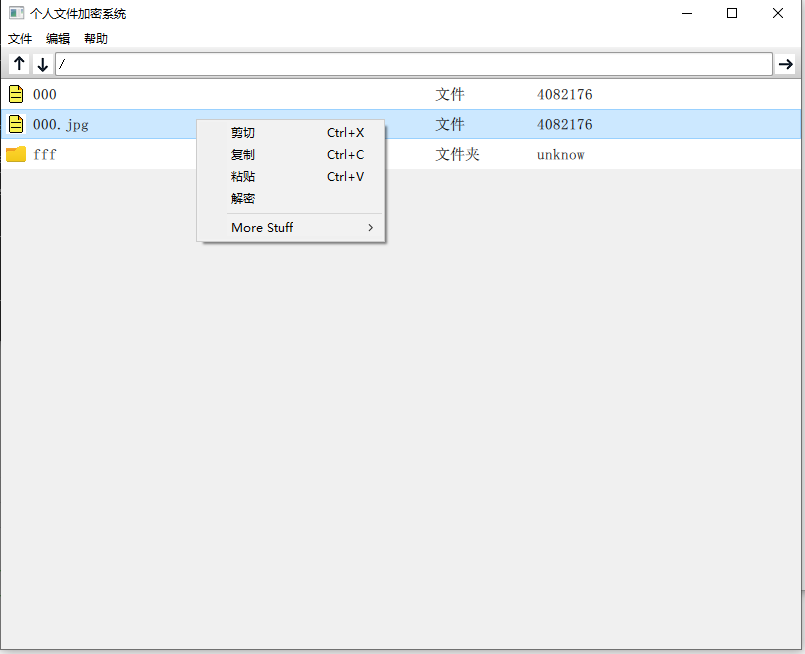 个人文件加密系统
文件 编辑 帮助
/
000 文件 4082176
000.jpg 文件 4082176
fff 文件夹 unknow
剪切 Ctrl+X
复制 Ctrl+C
粘贴 Ctrl+V
解密
More Stuff